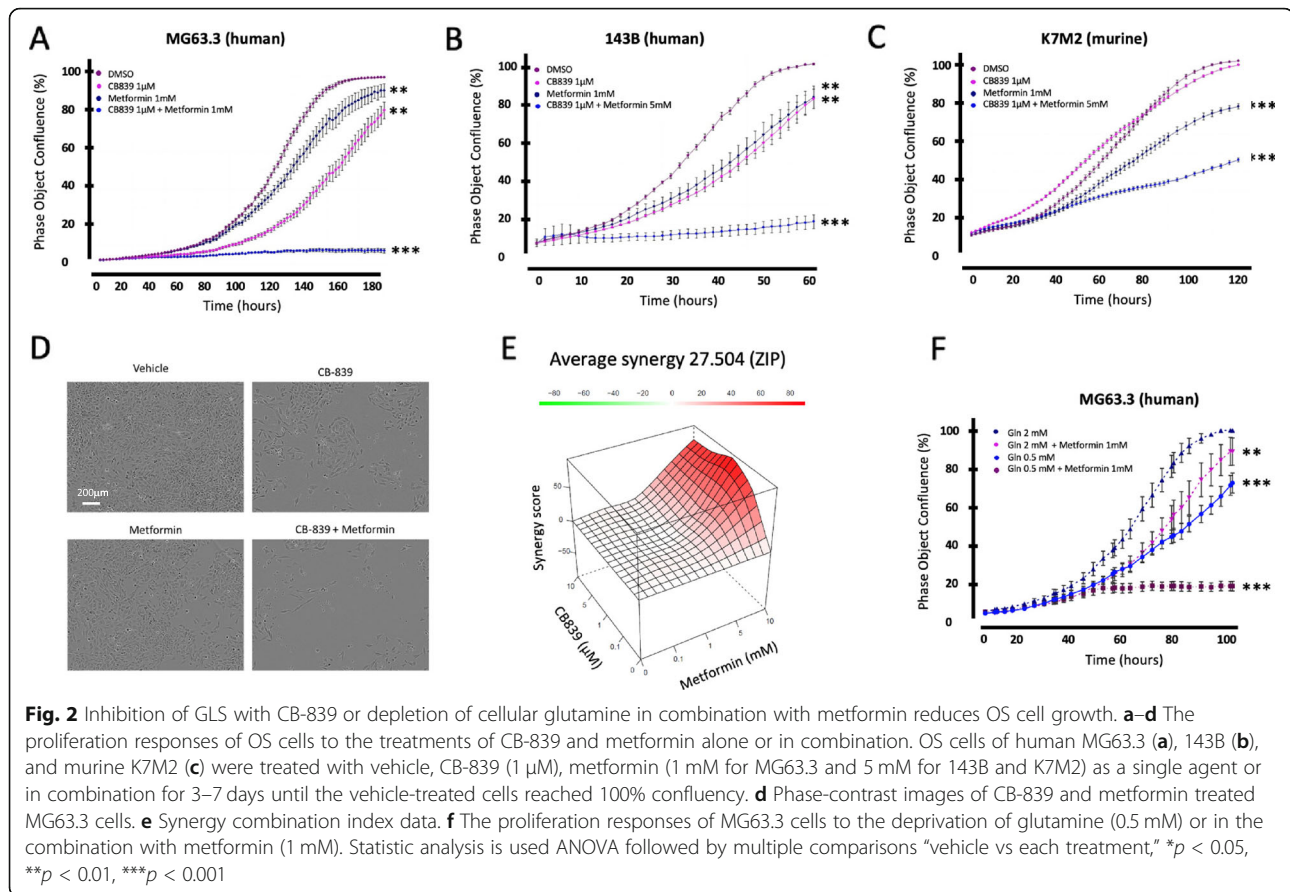 A
MG63.3 (human)
Phase Object Confluence (%)
100
80
60
40
20
0
DMSO
CB839 1µM
Metformin 1mM
CB839 1µM + Metformin 1mM
**
**
***
0 20 40 60 80 100 120 140 160 180
Time (hours)
B
143B (human)
Phase Object Confluence (%)
100
80
60
40
20
0
DMSO
CB839 1µM
Metformin 1mM
CB839 1µM + Metformin 5mM
**
**
***
0 10 20 30 40 50 60
Time (hours)
C
K7M2 (murine)
Phase Object Confluence (%)
100
80
60
40
20
0
DMSO
CB839 1µM
Metformin 1mM
CB839 1µM + Metformin 5mM
***
***
0 20 40 60 80 100 120
Time (hours)
D
Vehicle
CB-839
200µm
Metformin
CB-839 + Metformin
E
Average synergy 27.504 (ZIP)
−80 −60 −40 −20 0 20 40 60 80
Synergy score
50
0
−50
10
5
1
0.1
0
CB839 (µM)
0
0.1
1
5
10
Metformin (mM)
F
MG63.3 (human)
Phase Object Confluence (%)
100
80
60
40
20
0
Gln 2 mM
Gln 2 mM + Metformin 1mM
Gln 0.5 mM
Gln 0.5 mM + Metformin 1mM
**
***
***
0 20 40 60 80 100
Time (hours)
Fig. 2 Inhibition of GLS with CB-839 or depletion of cellular glutamine in combination with metformin reduces OS cell growth. a–d The
proliferation responses of OS cells to the treatments of CB-839 and metformin alone or in combination. OS cells of human MG63.3 (a), 143B (b),
and murine K7M2 (c) were treated with vehicle, CB-839 (1 µM), metformin (1 mM for MG63.3 and 5 mM for 143B and K7M2) as a single agent or
in combination for 3–7 days until the vehicle-treated cells reached 100% confluency. d Phase-contrast images of CB-839 and metformin treated
MG63.3 cells. e Synergy combination index data. f The proliferation responses of MG63.3 cells to the deprivation of glutamine (0.5 mM) or in the
combination with metformin (1 mM). Statistic analysis is used ANOVA followed by multiple comparisons “vehicle vs each treatment,” *p < 0.05,
**p < 0.01, ***p < 0.001